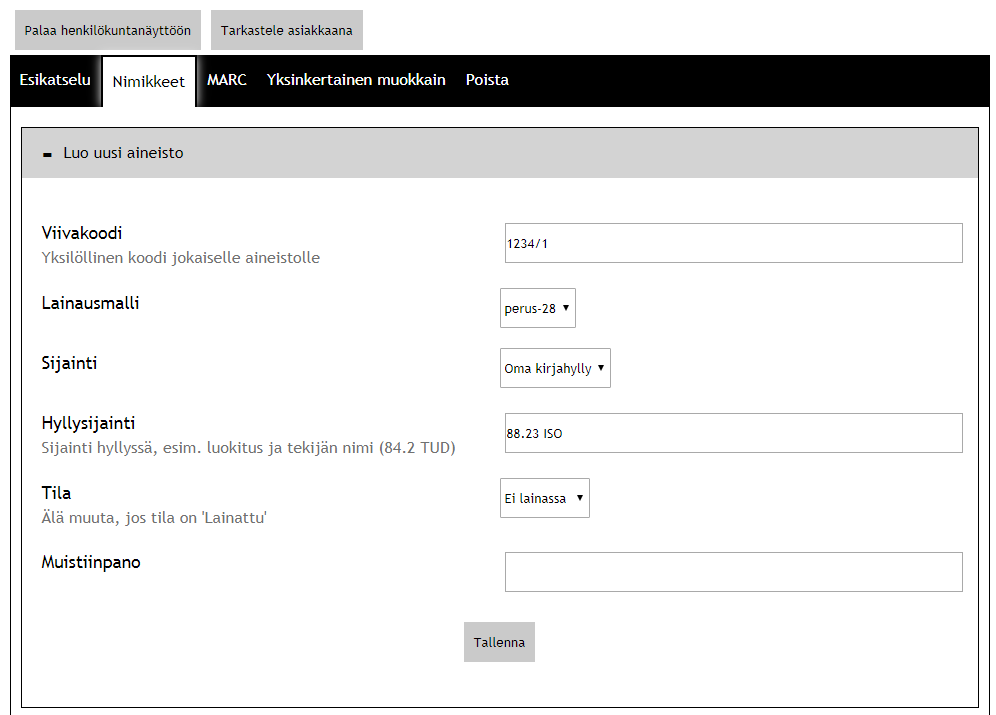 Palaa henkilökuntanäyttöön Tarkastele asiakkaana
Esikatselu Nimikkeet MARC Yksinkertainen muokkain Poista
- Luo uusi aineisto
Viivakoodi
Yksilöllinen koodi jokaiselle aineistolle
1234/1
Lainausmalli
perus-28
Sijainti
Oma kirjahylly
Hyllysijainti
Sijainti hyllyssä, esim. luokitus ja tekijän nimi (84.2 TUD)
88.23 ISO
Tila
Älä muuta, jos tila on 'Lainattu'
Ei lainassa
Muistiinpano
Tallenna